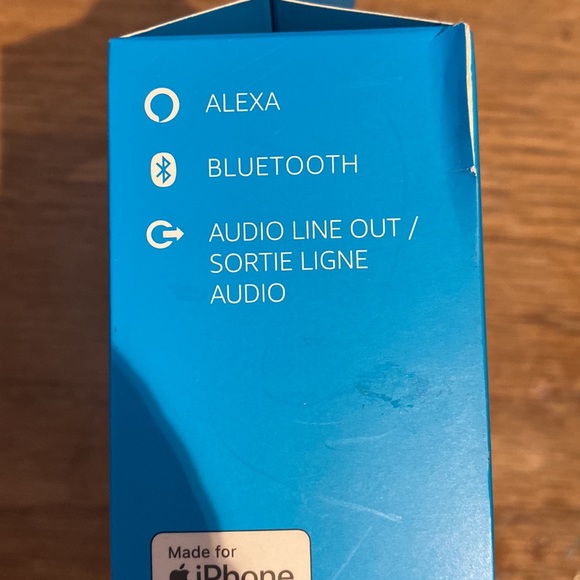 ALEXA
BLUETOOTH
AUDIO LINE OUT /
SORTIE LIGNE
AUDIO
Made for
iPhone